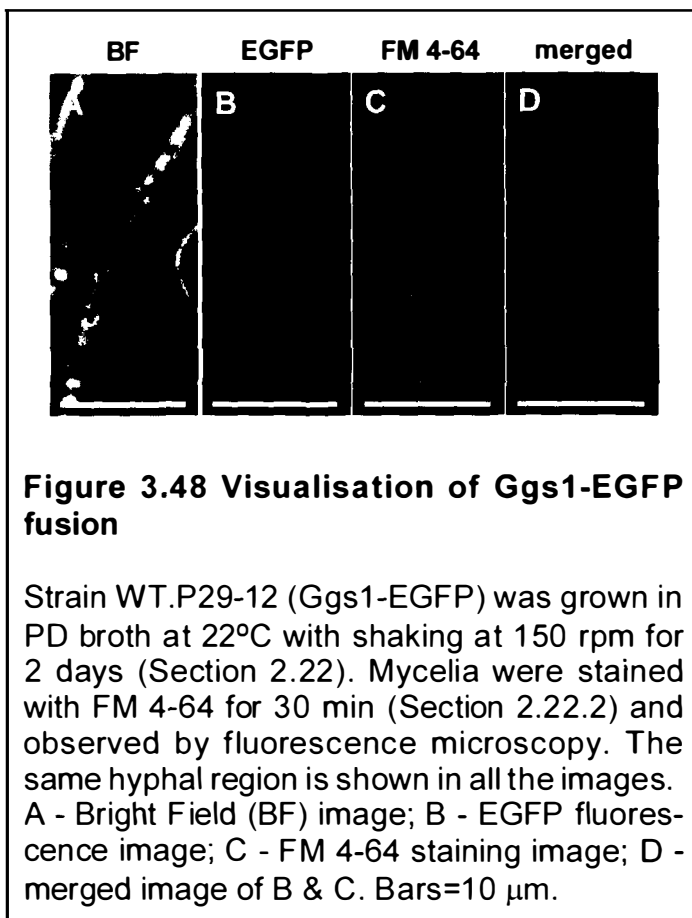 BF EGFP FM 4-64 merged
A B C D
Figure 3.48 Visualisation of Ggs1-EGFP
fusion
Strain WT.P29-12 (Ggs1-EGFP) was grown in
PD broth at 22ºC with shaking at 150 rpm for
2 days (Section 2.22). Mycelia were stained
with FM 4-64 for 30 min (Section 2.22.2) and
observed by fluorescence microscopy. The
same hyphal region is shown in all the images.
A - Bright Field (BF) image; B - EGFP fluores-
cence image; C - FM 4-64 staining image; D -
merged image of B & C. Bars=10 μm.